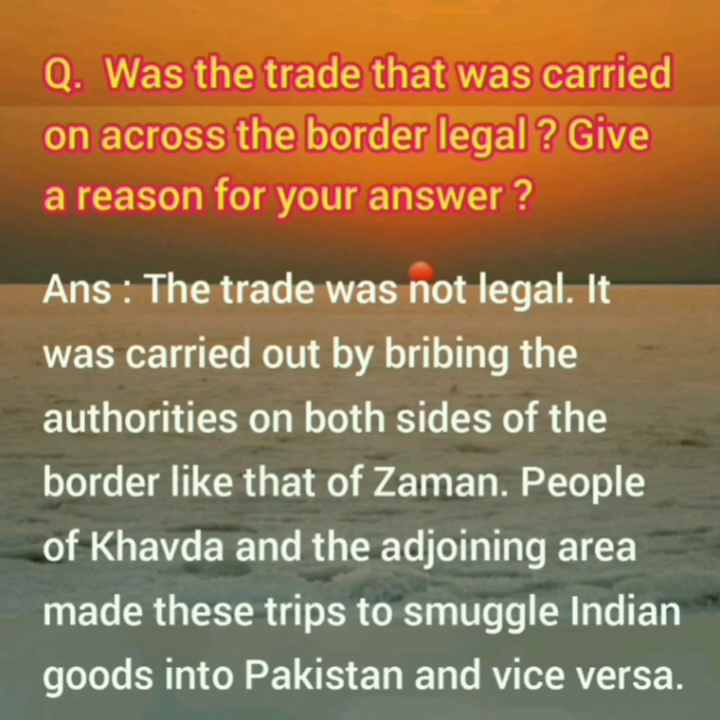 Q. Was the trade that was carried
on across the border legal ? Give
a reason for your answer ?
Ans : The trade was not legal. It
was carried out by bribing the
authorities on both sides of the
border like that of Zaman. People
of Khavda and the adjoining area
made these trips to smuggle Indian
goods into Pakistan and vice versa.